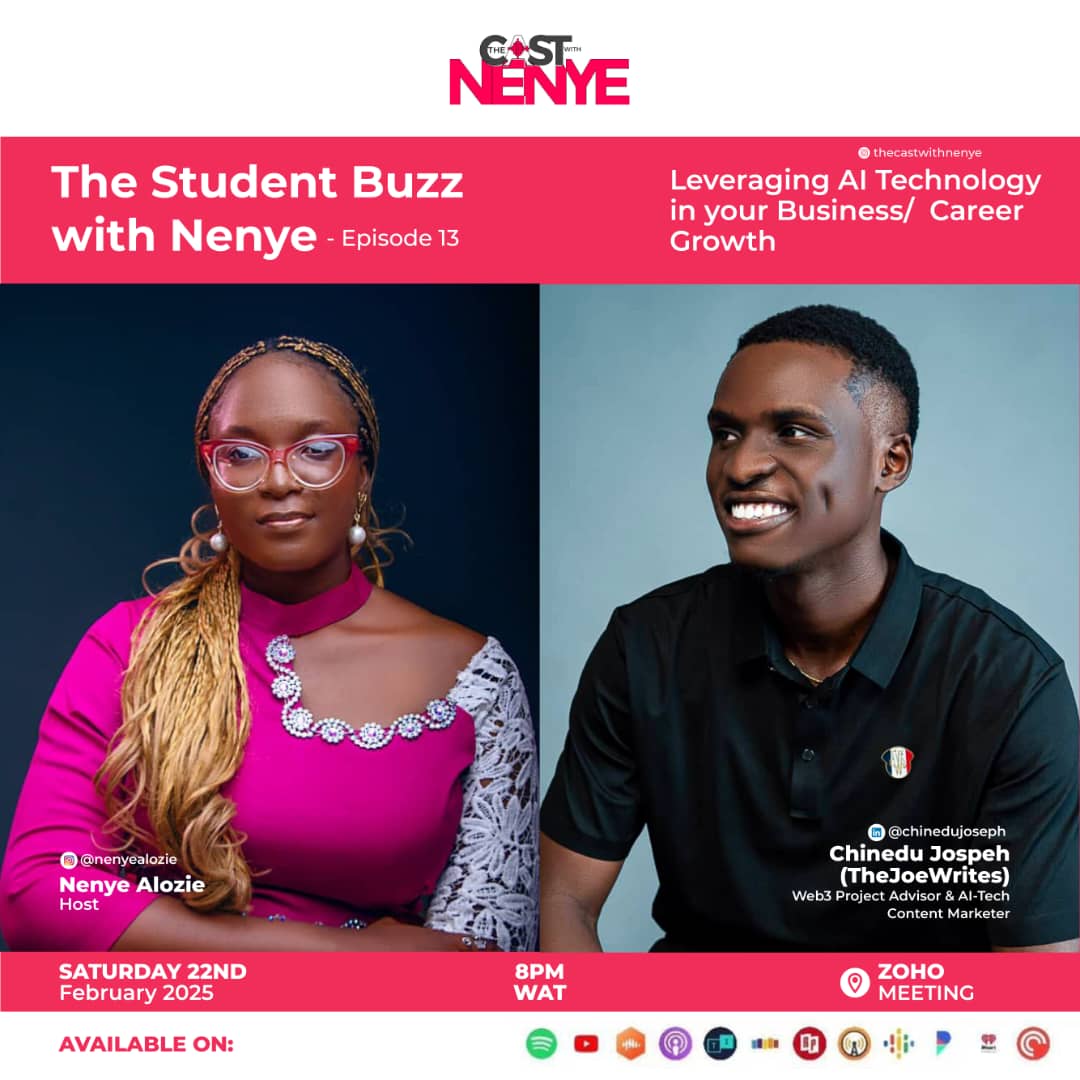 THE CAST WITH
NENYE
The Student Buzz
with Nenye - Episode 13
thecastwithnenye
Leveraging AI Technology
in your Business/ Career
Growth
@nenyealozie
Nenye Alozie
Host
@chinedujoseph
Chinedu Jospeh
(TheJoeWrites)
Web3 Project Advisor & AI-Tech
Content Marketer
SATURDAY 22ND
February 2025
8PM
WAT
ZOHO
MEETING
AVAILABLE ON: